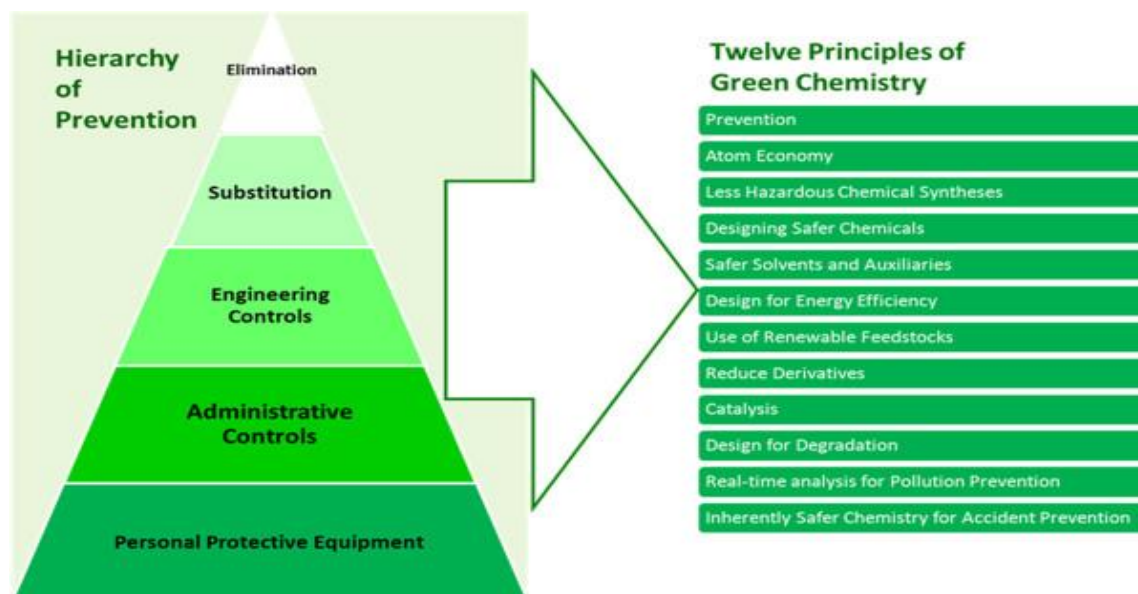 Hierarchy
of
Prevention
Elimination
Substitution
Engineering
Controls
Administrative
Controls
Personal Protective Equipment
Twelve Principles of
Green Chemistry
Prevention
Atom Economy
Less Hazardous Chemical Syntheses
Designing Safer Chemicals
Safer Solvents and Auxiliaries
Design for Energy Efficiency
Use of Renewable Feedstocks
Reduce Derivatives
Catalysis
Design for Degradation
Real-time analysis for Pollution Prevention
Inherently Safer Chemistry for Accident Prevention